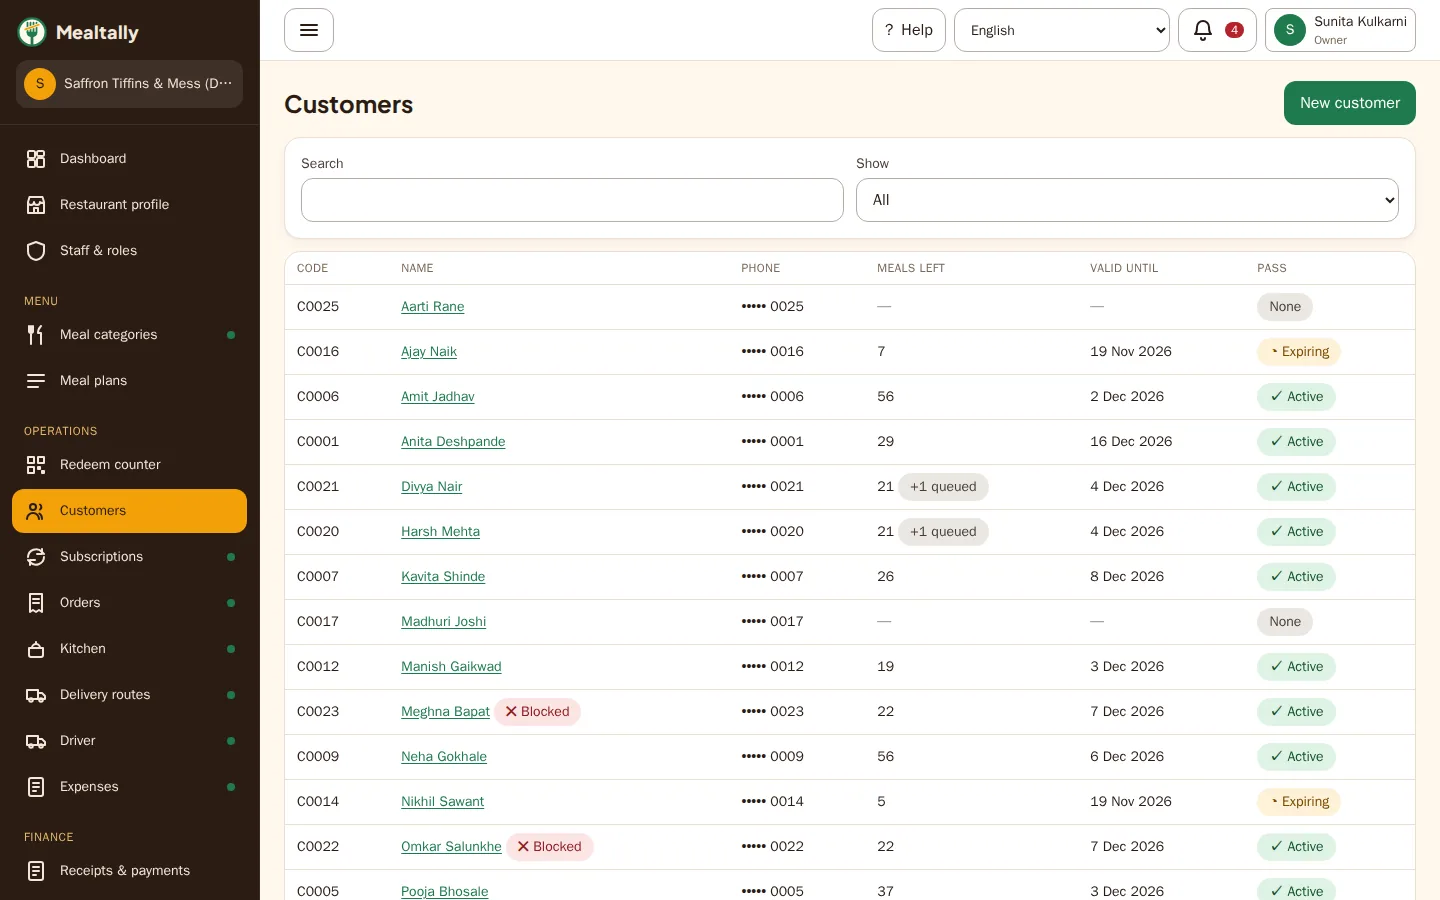 Mealtally
S Saffron Tiffins & Mess (D···
Dashboard
Restaurant profile
Staff & roles
MENU
Meal categories
Meal plans
OPERATIONS
Redeem counter
Customers
Subscriptions
Orders
Kitchen
Delivery routes
Driver
Expenses
FINANCE
Receipts & payments
? Help
English
4
S Sunita Kulkarni
Owner
Customers
New customer
Search Show
All
CODE NAME PHONE MEALS LEFT VALID UNTIL PASS
C0025 Aarti Rane ••••• 0025 — — None
C0016 Ajay Naik ••••• 0016 7 19 Nov 2026 Expiring
C0006 Amit Jadhav ••••• 0006 56 2 Dec 2026 ✓ Active
C0001 Anita Deshpande ••••• 0001 29 16 Dec 2026 ✓ Active
C0021 Divya Nair ••••• 0021 21 +1 queued 4 Dec 2026 ✓ Active
C0020 Harsh Mehta ••••• 0020 21 +1 queued 4 Dec 2026 ✓ Active
C0007 Kavita Shinde ••••• 0007 26 8 Dec 2026 ✓ Active
C0017 Madhuri Joshi ••••• 0017 — — None
C0012 Manish Gaikwad ••••• 0012 19 3 Dec 2026 ✓ Active
C0023 Meghna Bapat ✕ Blocked ••••• 0023 22 7 Dec 2026 ✓ Active
C0009 Neha Gokhale ••••• 0009 56 6 Dec 2026 ✓ Active
C0014 Nikhil Sawant ••••• 0014 5 19 Nov 2026 Expiring
C0022 Omkar Salunkhe ✕ Blocked ••••• 0022 22 7 Dec 2026 ✓ Active
C0005 Pooja Bhosale ••••• 0005 37 3 Dec 2026 ✓ Active